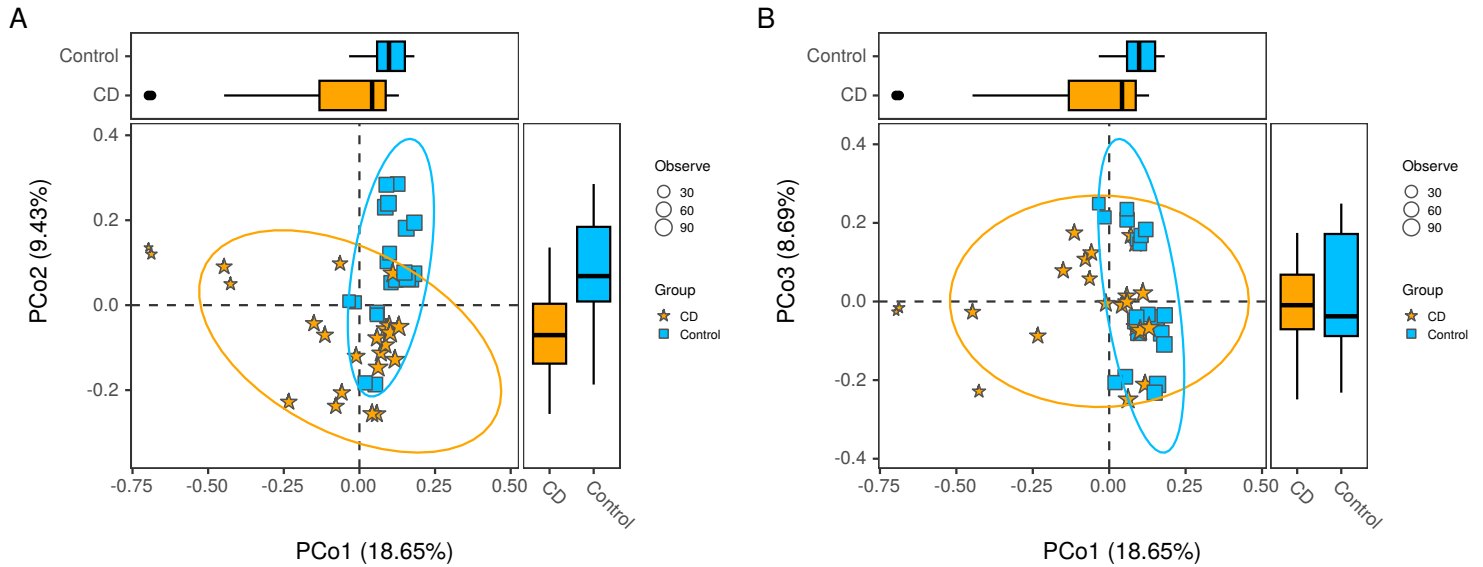 A
Control
CD
0.4
0.2
0.0
-0.2
PCo2 (9.43%)
-0.75
-0.50
-0.25
0.00
0.25
0.50
PCo1 (18.65%)
CD
Control
Observe
30
60
90
Group
CD
Control
B
Control
CD
0.4
0.2
0.0
-0.2
-0.4
PCo3 (8.69%)
-0.75
-0.50
-0.25
0.00
0.25
0.50
PCo1 (18.65%)
CD
Control
Observe
30
60
90
Group
CD
Control